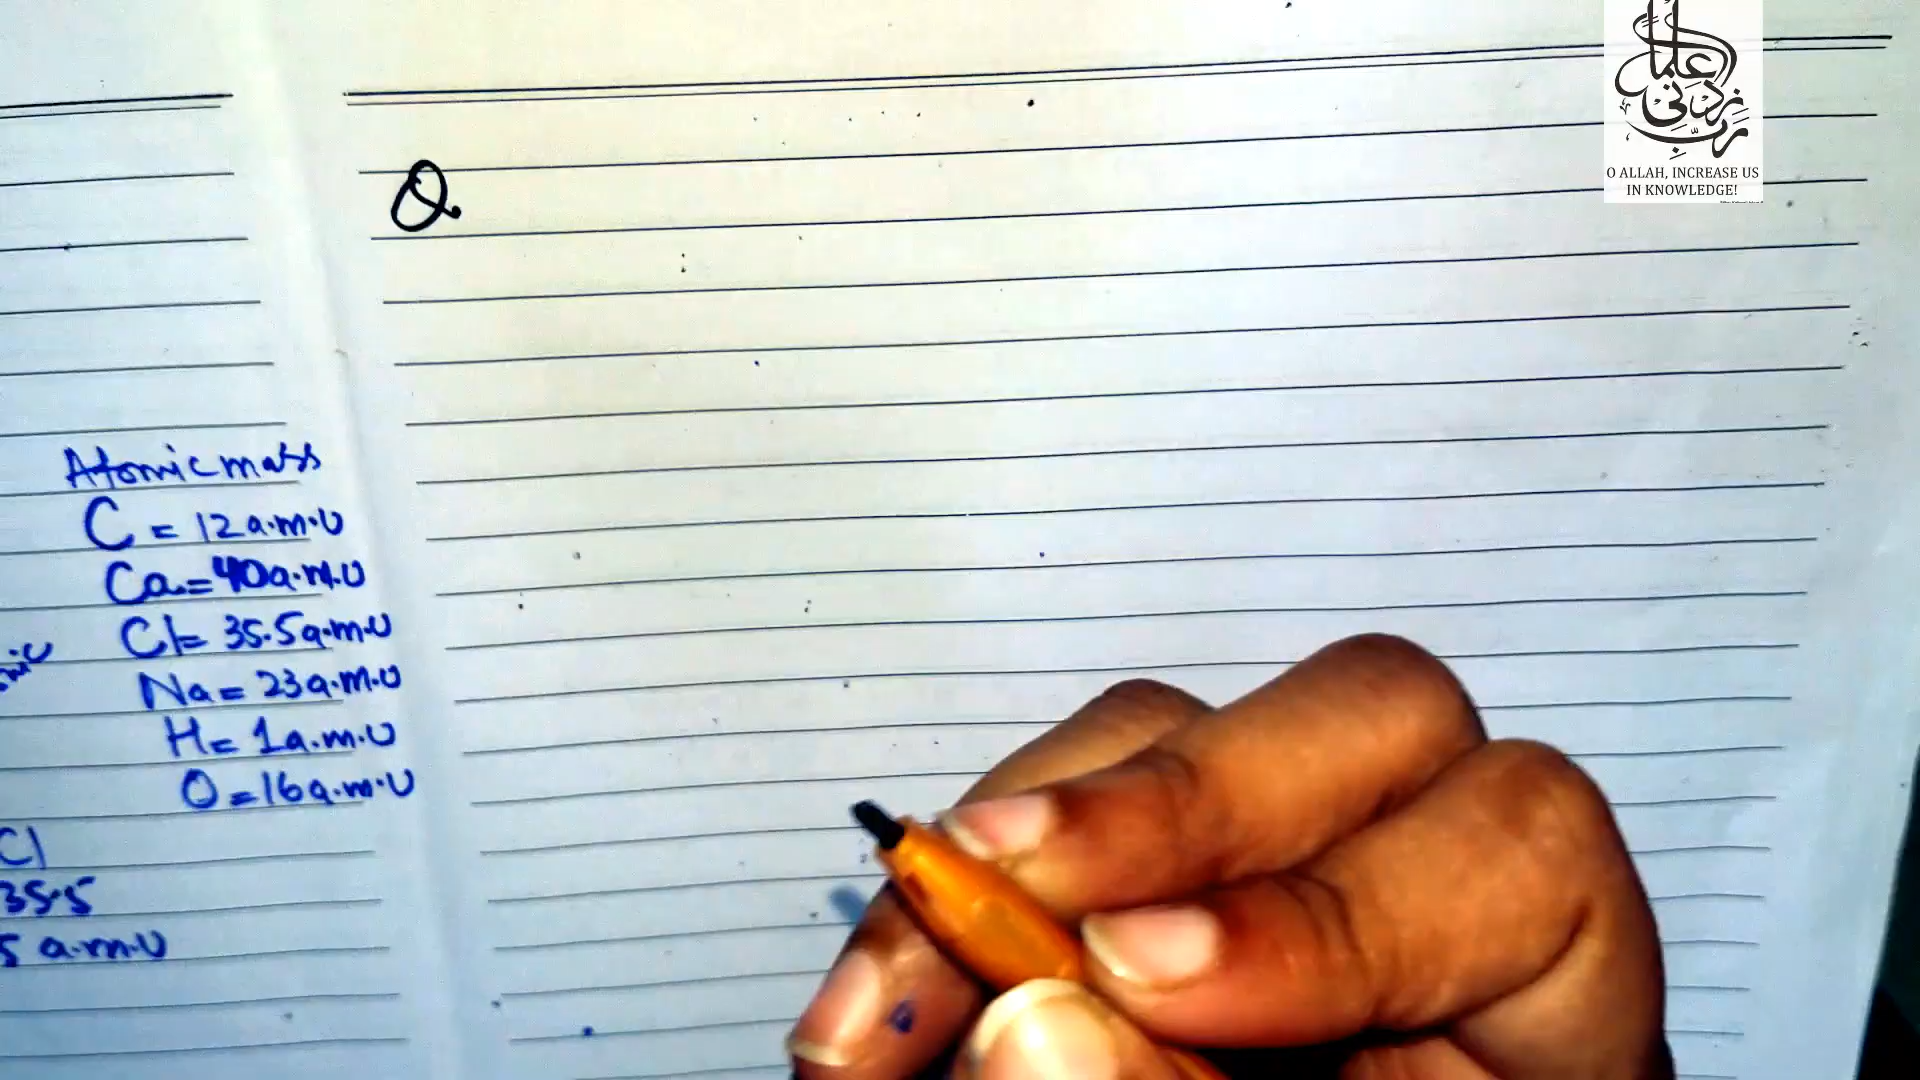 رَبِّ زِدْنِي عِلْمًا
O ALLAH, INCREASE US
IN KNOWLEDGE!
Q
Atomic mass
C = 12 a.m.u
Ca = 40 a.m.u
Cl = 35.5 a.m.u
Na = 23 a.m.u
H = 1 a.m.u
O = 16 a.m.u
Cl
35.5
5 a.m.u